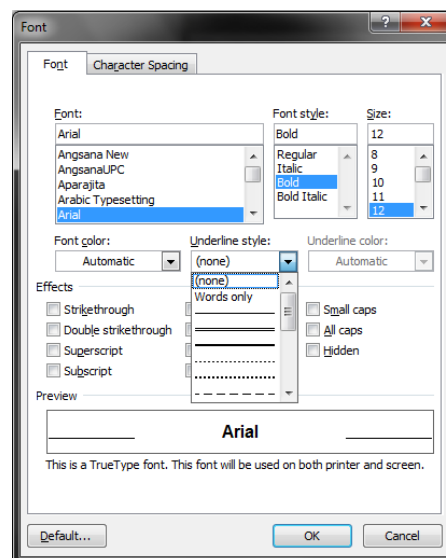 Font
Font Character Spacing
Font: Font style: Size:
Arial Bold 12
Angsana New Regular 8
AngsanaUPC Italic 9
Aparajita Bold 10
Arabic Typesetting Bold Italic 11
Arial 12
Font color: Underline style: Underline color:
Automatic (none) Automatic
(none)
Effects
Words only
Strikethrough Small caps
Double strikethrough All caps
Superscript Hidden
Subscript
Preview
Arial
This is a TrueType font. This font will be used on both printer and screen.
Default... OK Cancel